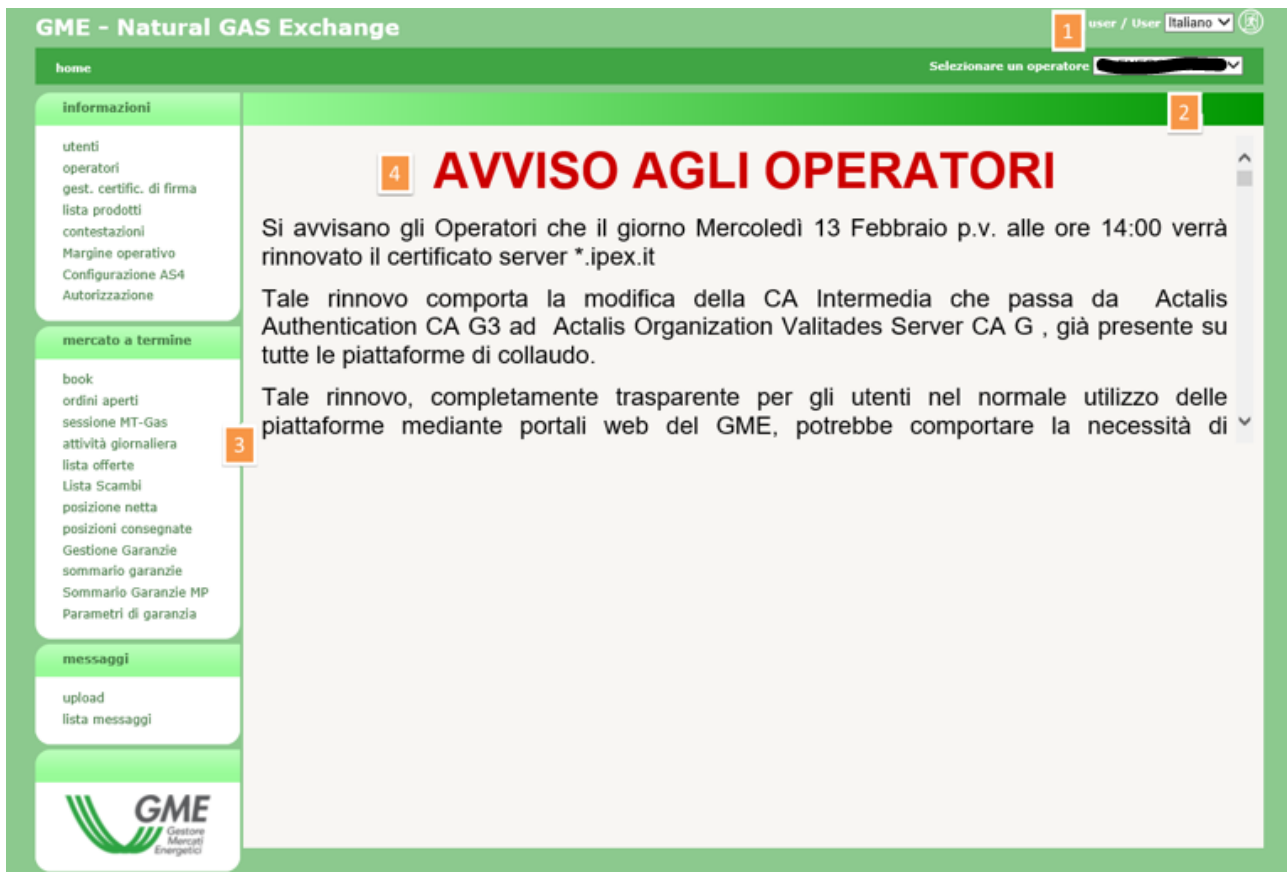 GME - Natural GAS Exchange
1
user / User Italiano
home
Selezionare un operatore
2
informazioni
utenti
operatori
gest. certific. di firma
lista prodotti
contestazioni
Margine operativo
Configurazione AS4
Autorizzazione
mercato a termine
book
ordini aperti
sessione MT-Gas
attività giornaliera
lista offerte
Lista Scambi
posizione netta
posizioni consegnate
Gestione Garanzie
sommario garanzie
Sommario Garanzie MP
Parametri di garanzia
3
messaggi
upload
lista messaggi
GME
Gestore
Mercati
Energetici
4
AVVISO AGLI OPERATORI
Si avvisano gli Operatori che il giorno Mercoledì 13 Febbraio p.v. alle ore 14:00 verrà
rinnovato il certificato server *.ipex.it
Tale rinnovo comporta la modifica della CA Intermedia che passa da Actalis
Authentication CA G3 ad Actalis Organization Valitades Server CA G , già presente su
tutte le piattaforme di collaudo.
Tale rinnovo, completamente trasparente per gli utenti nel normale utilizzo delle
piattaforme mediante portali web del GME, potrebbe comportare la necessità di